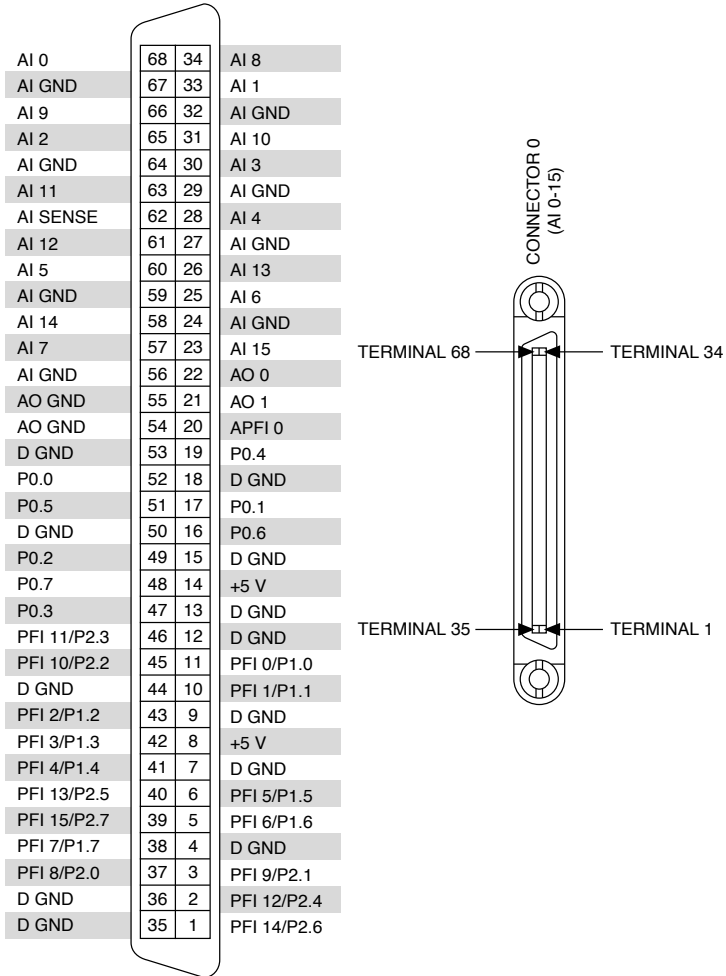 AI 0 68 34 AI 8
AI GND 67 33 AI 1
AI 9 66 32 AI GND
AI 2 65 31 AI 10
AI GND 64 30 AI 3
AI 11 63 29 AI GND
AI SENSE 62 28 AI 4
AI 12 61 27 AI GND
AI 5 60 26 AI 13
AI GND 59 25 AI 6
AI 14 58 24 AI GND
AI 7 57 23 AI 15
AI GND 56 22 AO 0
AO GND 55 21 AO 1
AO GND 54 20 APFI 0
D GND 53 19 P0.4
P0.0 52 18 D GND
P0.5 51 17 P0.1
D GND 50 16 P0.6
P0.2 49 15 D GND
P0.7 48 14 +5 V
P0.3 47 13 D GND
PFI 11/P2.3 46 12 D GND
PFI 10/P2.2 45 11 PFI 0/P1.0
D GND 44 10 PFI 1/P1.1
PFI 2/P1.2 43 9 D GND
PFI 3/P1.3 42 8 +5 V
PFI 4/P1.4 41 7 D GND
PFI 13/P2.5 40 6 PFI 5/P1.5
PFI 15/P2.7 39 5 PFI 6/P1.6
PFI 7/P1.7 38 4 D GND
PFI 8/P2.0 37 3 PFI 9/P2.1
D GND 36 2 PFI 12/P2.4
D GND 35 1 PFI 14/P2.6
CONNECTOR 0
(AI 0-15)
TERMINAL 68 TERMINAL 34
TERMINAL 35 TERMINAL 1